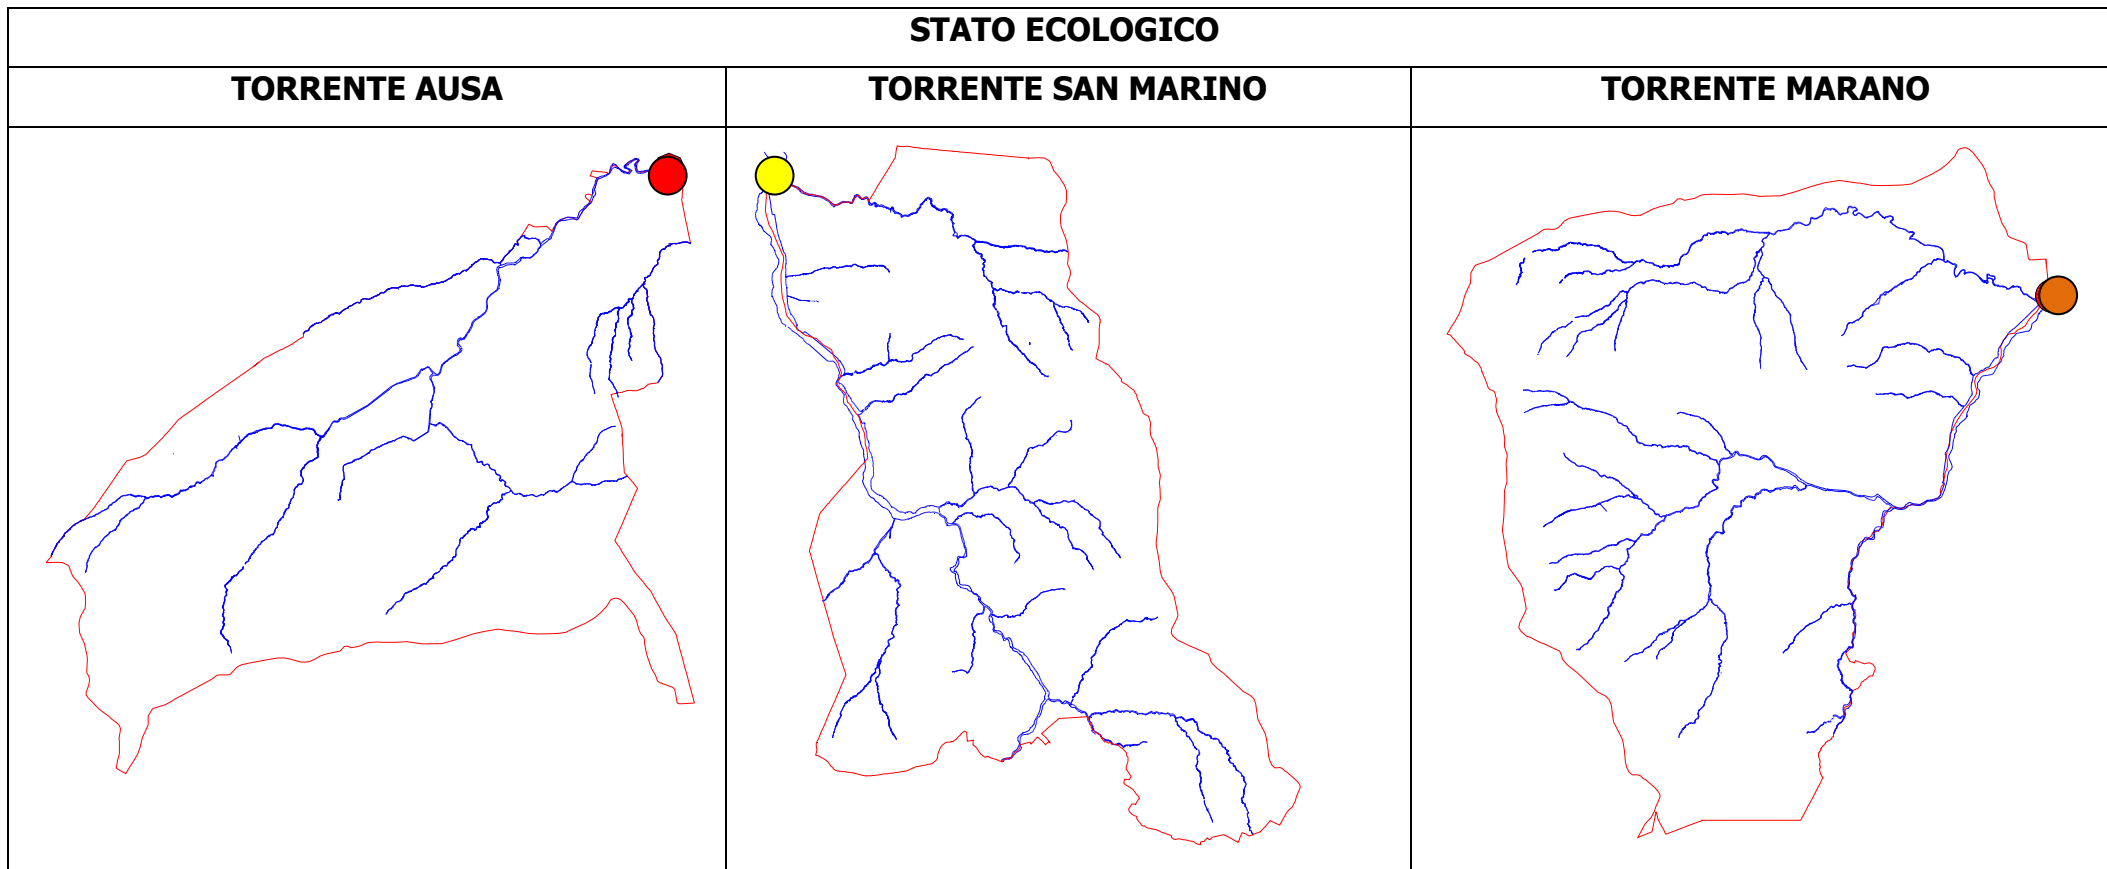 STATO ECOLOGICO
TORRENTE AUSA
TORRENTE SAN MARINO
TORRENTE MARANO